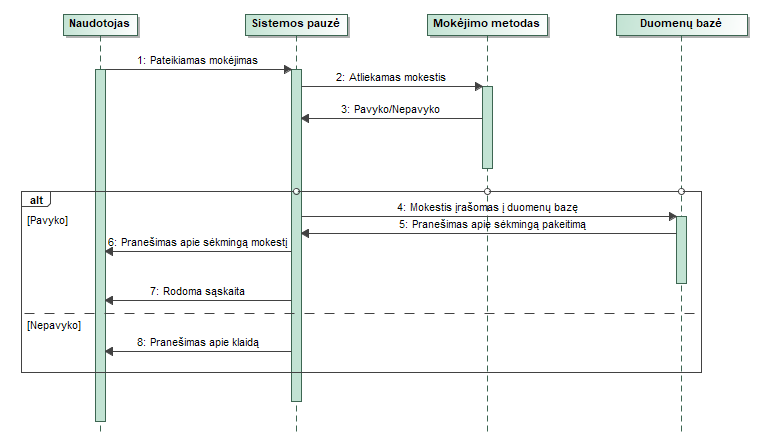 Naudotojas
Sistemos pauzė
Mokėjimo metodas
Duomenų bazė
1: Pateikiamas mokėjimas
2: Atliekamas mokestis
3: Pavyko/Nepavyko
alt
[Pavyko]
4: Mokestis įrašomas į duomenų bazę
5: Pranešimas apie sėkmingą pakeitimą
6: Pranešimas apie sėkmingą mokestį
7: Rodoma sąskaita
[Nepavyko]
8: Pranešimas apie klaidą